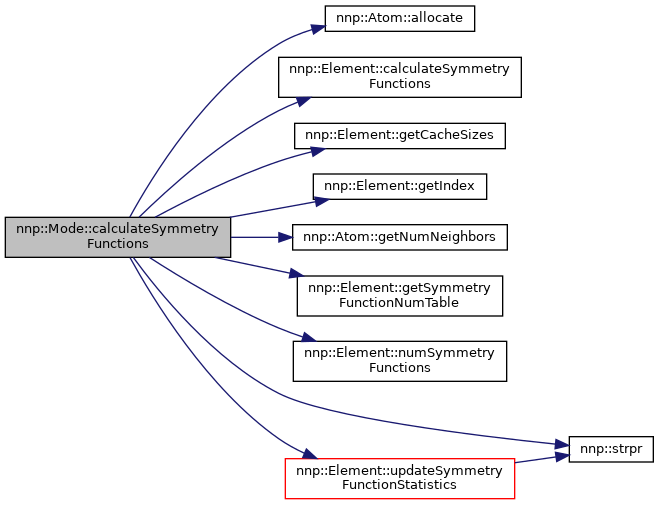 nnp::Atom::allocate
nnp::Element::calculateSymmetry
Functions
nnp::Element::getCacheSizes
nnp::Element::getIndex
nnp::Mode::calculateSymmetry
Functions
nnp::Atom::getNumNeighbors
nnp::Element::getSymmetry
FunctionNumTable
nnp::Element::numSymmetry
Functions
nnp::strpr
nnp::Element::updateSymmetry
FunctionStatistics